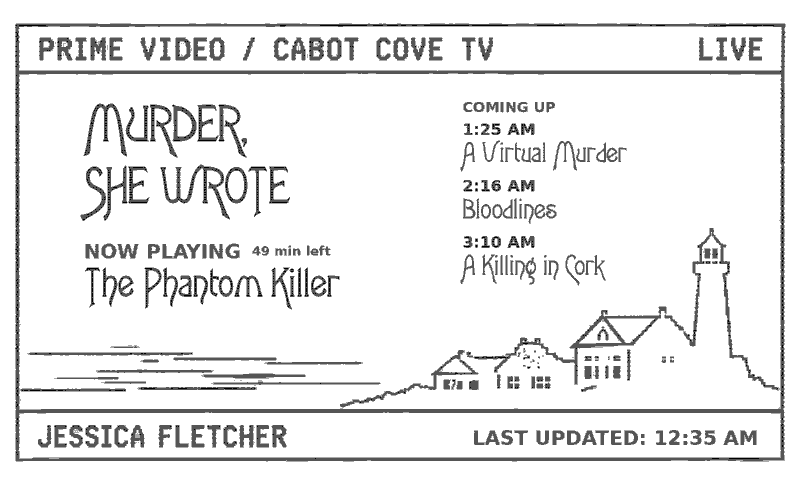 PRIME VIDEO / CABOT COVE TV
LIVE
MURDER,
SHE WROTE
NOW PLAYING 49 min left
The Phantom Killer
COMING UP
1:25 AM
A Virtual Murder
2:16 AM
Bloodlines
3:10 AM
A Killing in Cork
JESSICA FLETCHER
LAST UPDATED: 12:35 AM